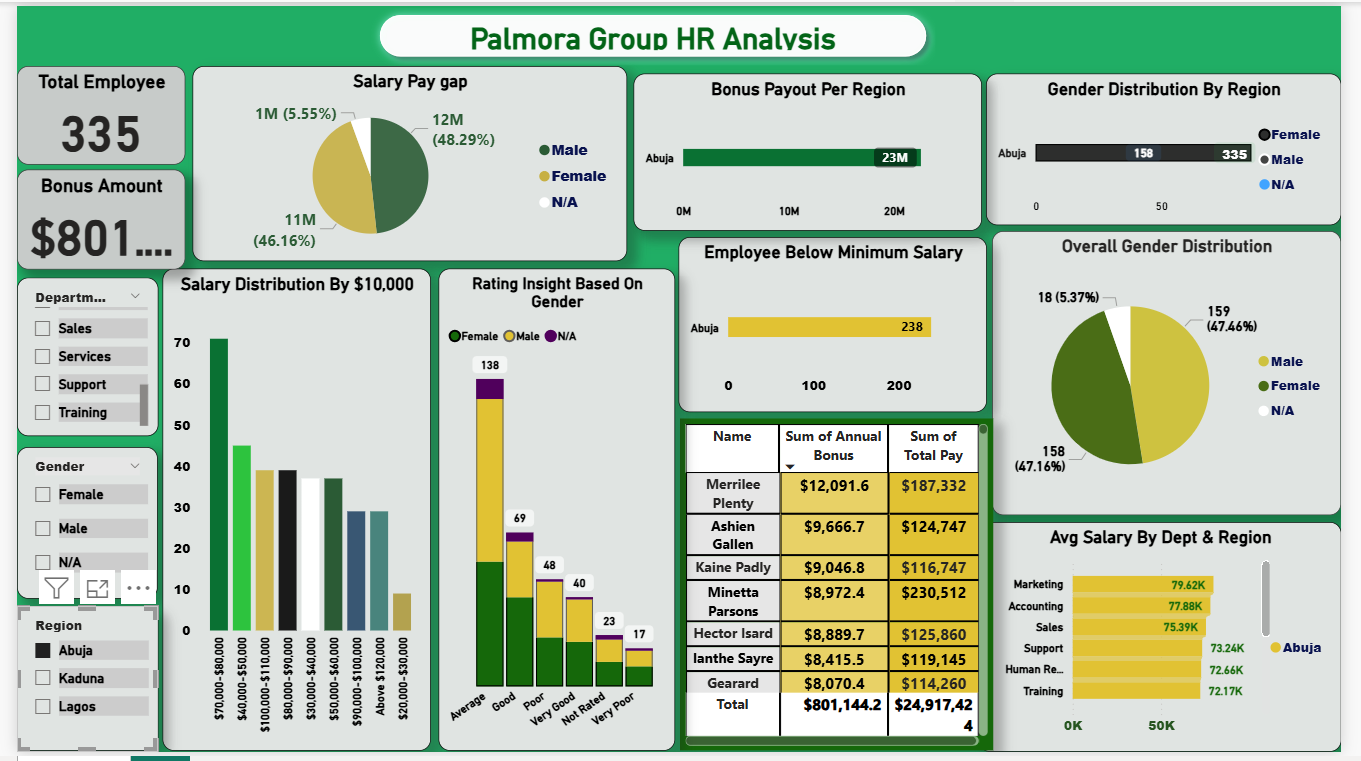 Palmora Group HR Analysis
Total Employee
335
Bonus Amount
$801....
Salary Pay gap
1M (5.55%)
12M
(48.29%)
11M
(46.16%)
Male
Female
N/A
Bonus Payout Per Region
Abuja
23M
0M
10M
20M
Gender Distribution By Region
Abuja
158
335
0
50
Female
Male
N/A
Departm...
Sales
Services
Support
Training
Gender
Female
Male
N/A
Region
Abuja
Kaduna
Lagos
Salary Distribution By $10,000
70
60
50
40
30
20
10
0
$70,000-$80,000
$40,000-$50,000
$100,000-$110,000
$80,000-$90,000
$30,000-$40,000
$50,000-$60,000
$90,000-$100,000
Above $120,000
$20,000-$30,000
Rating Insight Based On
Gender
Female Male N/A
138
69
48
40
23
17
Average
Good
Poor
Very Good
Not Rated
Very Poor
Employee Below Minimum Salary
Abuja
238
0
100
200
Name Sum of Annual Bonus Sum of Total Pay
Merrilee Plenty $12,091.6 $187,332
Ashien Gallen $9,666.7 $124,747
Kaine Padly $9,046.8 $116,747
Minetta Parsons $8,972.4 $230,512
Hector Isard $8,889.7 $125,860
Ianthe Sayre $8,415.5 $119,145
Gearard $8,070.4 $114,260
Total $801,144.2 $24,917,42
4
Overall Gender Distribution
18 (5.37%)
159
(47.46%)
158
(47.16%)
Male
Female
N/A
Avg Salary By Dept & Region
Marketing 79.62K
Accounting 77.88K
Sales 75.39K
Support 73.24K
Human Re... 72.66K
Training 72.17K
0K
50K
Abuja